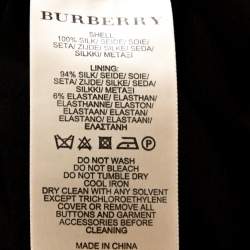 BURBERRY
SHELL:
100% SILK/ SEIDE/ SOIE/
SETA/ ZIJDE/ SILKE/ SEDA/
SILKKI/ ΜΕΤΑΞΙ
LINING:
94% SILK/ SEIDE/ SOIE/
SETA/ ZIJDE/ SILKE/ SEDA/
SILKKI/ ΜΕΤΑΞΙ
6% ELASTANE/ ELASTHAN/
ELASTHANNE/ ELASTON/
ELASTAN/ ELASTANO/
ELASTAN/ ELASTAANI/
ΕΛΑΣΤΑΝΗ
DO NOT WASH
DO NOT BLEACH
DO NOT TUMBLE DRY
COOL IRON
DRY CLEAN WITH ANY SOLVENT
EXCEPT TRICHLOROETHYLENE
COVER OR REMOVE ALL
BUTTONS AND GARMENT
ACCESSORIES BEFORE
CLEANING
MADE IN CHINA